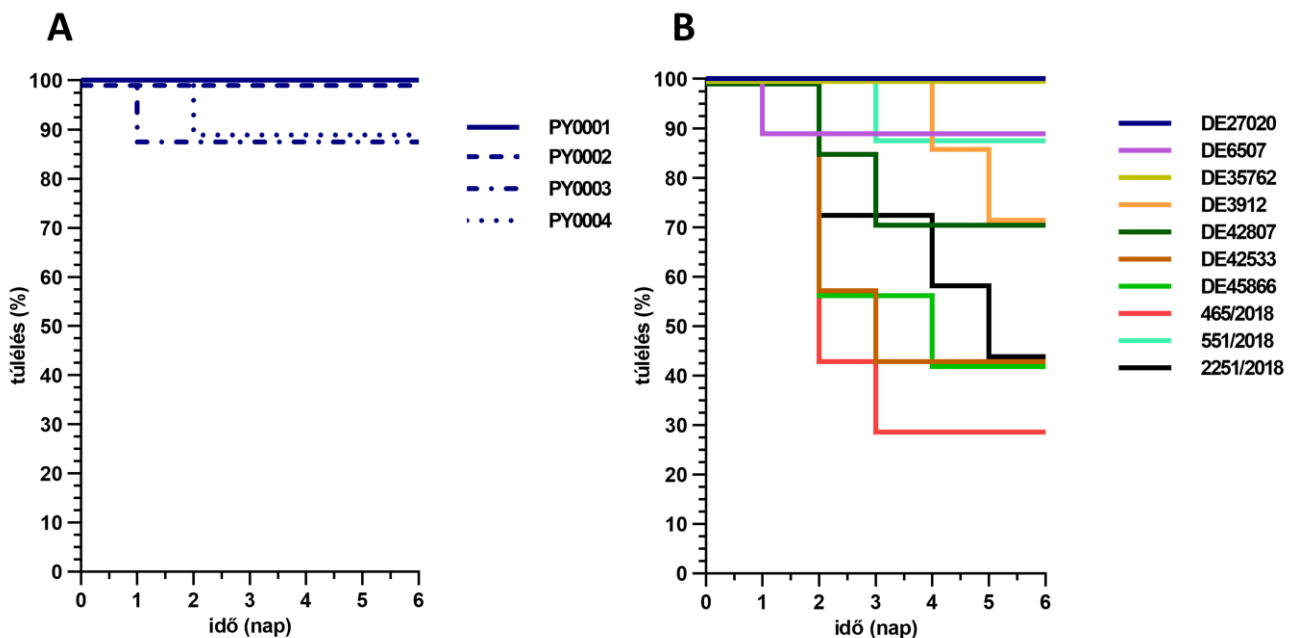 A
B
100
90
80
70
60
50
40
30
20
10
0
túlélés (%)
0 1 2 3 4 5 6
idő (nap)
PY0001
PY0002
PY0003
PY0004
100
90
80
70
60
50
40
30
20
10
0
túlélés (%)
0 1 2 3 4 5 6
idő (nap)
DE27020
DE6507
DE35762
DE3912
DE42807
DE42533
DE45866
465/2018
551/2018
2251/2018